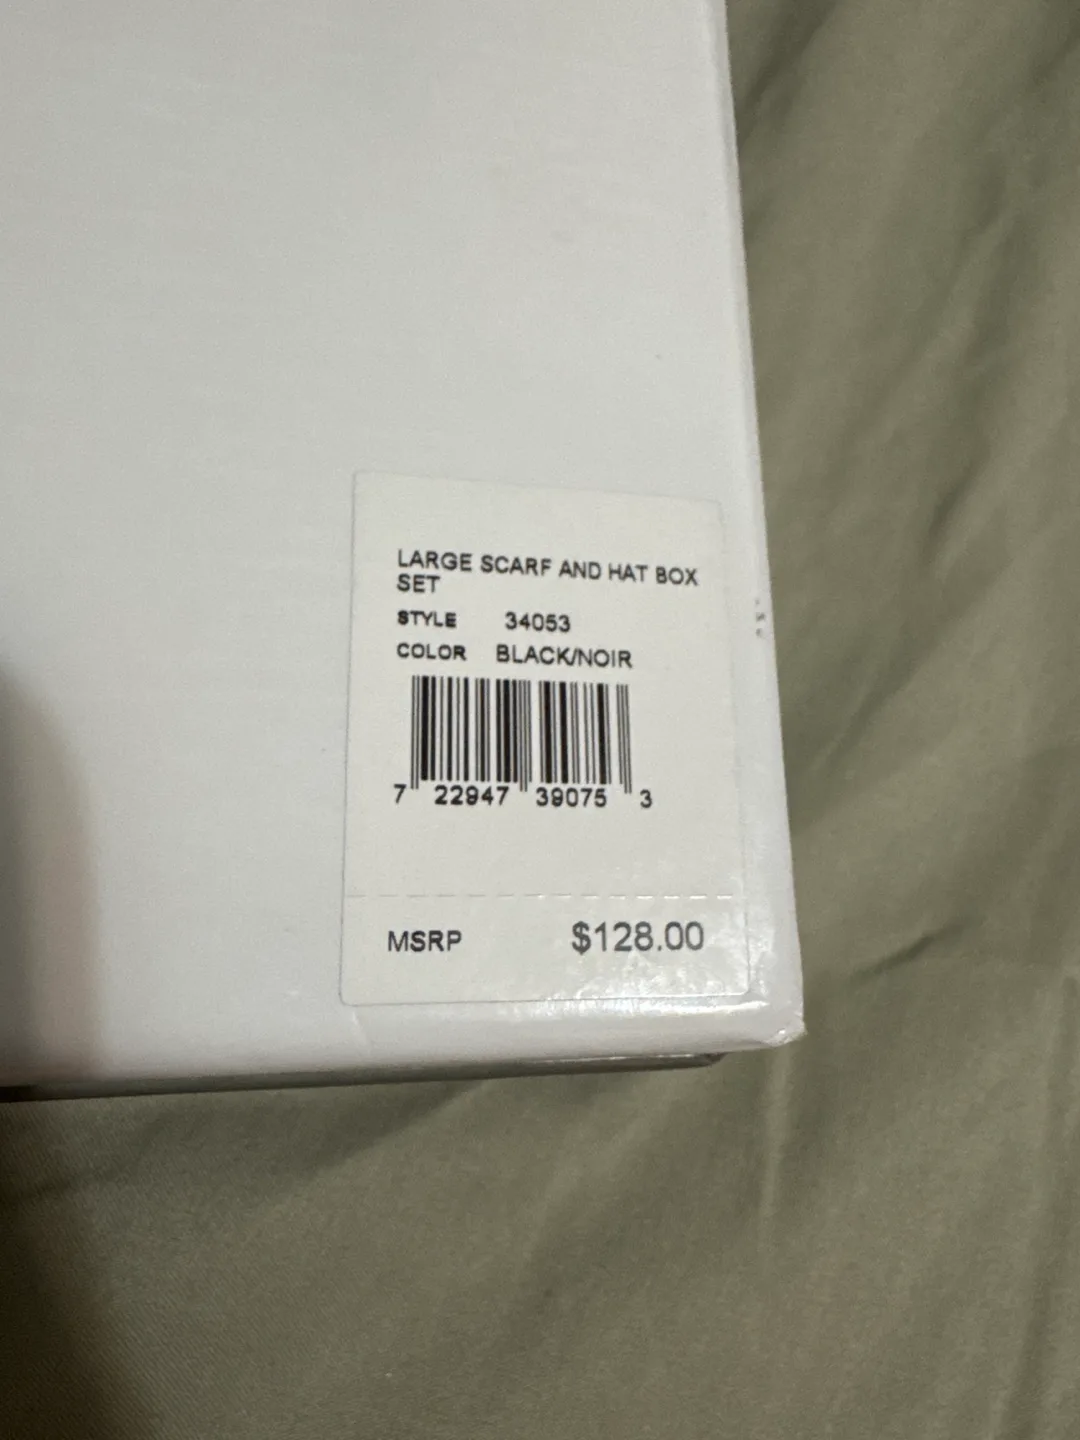 LARGE SCARF AND HAT BOX
SET
STYLE 34053
COLOR BLACK/NOIR
7 22947 39075 3
MSRP $128.00